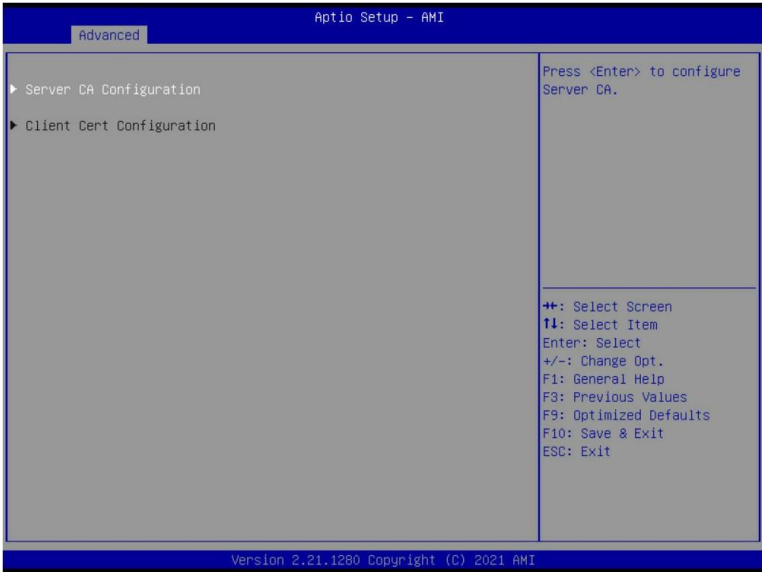 Aptio Setup – AMI
Advanced
▶ Server CA Configuration
▶ Client Cert Configuration
Press <Enter> to configure
Server CA.
→←: Select Screen
↑↓: Select Item
Enter: Select
+/-: Change Opt.
F1: General Help
F3: Previous Values
F9: Optimized Defaults
F10: Save & Exit
ESC: Exit
Version 2.21.1280 Copyright (C) 2021 AMI